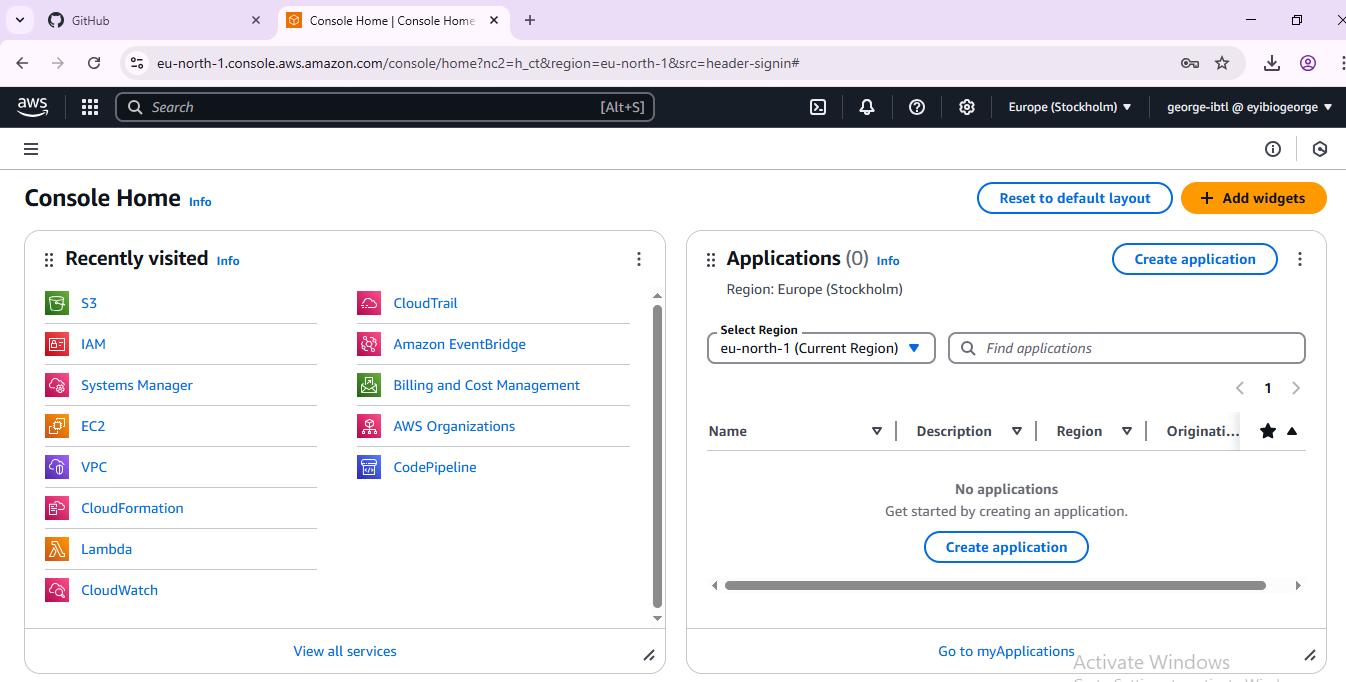 GitHub
Console Home | Console Home
eu-north-1.console.aws.amazon.com/console/home?nc2=h_ct&region=eu-north-1&src=header-signin#
aws
Search [Alt+S]
Europe (Stockholm)
george-ibtl @ eyibiogeorge
Console Home Info
Reset to default layout
Add widgets
Recently visited Info
S3
IAM
Systems Manager
EC2
VPC
CloudFormation
Lambda
CloudWatch
CloudTrail
Amazon EventBridge
Billing and Cost Management
AWS Organizations
CodePipeline
View all services
Applications (0) Info
Create application
Region: Europe (Stockholm)
Select Region
eu-north-1 (Current Region)
Find applications
1
Name Description Region Originati...
No applications
Get started by creating an application.
Create application
Go to myApplications
Activate Windows